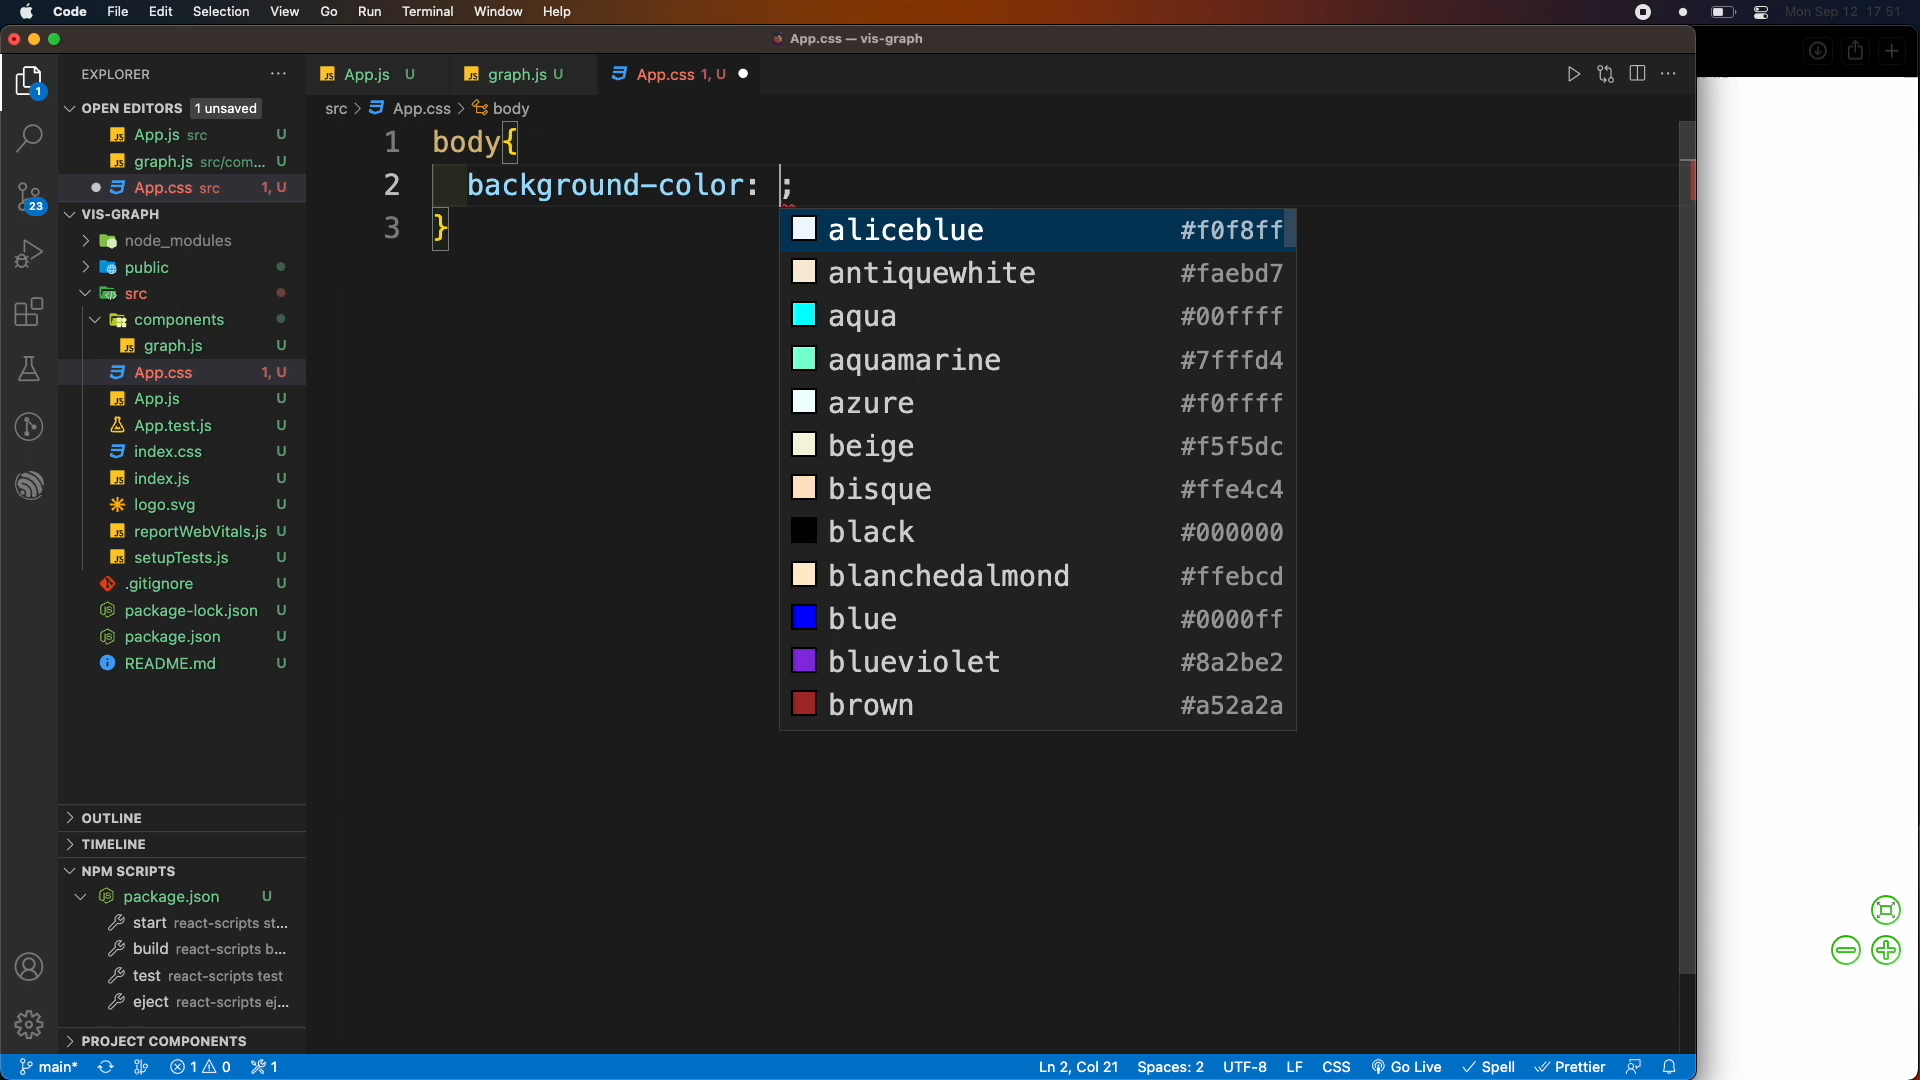 Code File Edit Selection View Go Run Terminal Window Help Mon Sep 12 17 51
App.css — vis-graph
EXPLORER
App.js U
graph.js U
App.css 1, U
OPEN EDITORS 1 unsaved
src > App.css > body
App.js src U
graph.js src/com... U
App.css src 1, U
VIS-GRAPH
node_modules
public
src
components
graph.js U
App.css 1, U
App.js U
App.test.js U
index.css U
index.js U
logo.svg U
reportWebVitals.js U
setupTests.js U
.gitignore U
package-lock.json U
package.json U
README.md U
OUTLINE
TIMELINE
NPM SCRIPTS
package.json U
start react-scripts st...
build react-scripts b...
test react-scripts test
eject react-scripts ej...
PROJECT COMPONENTS
1 body{
2 background-color: ;
3 }
aliceblue #f0f8ff
antiquewhite #faebd7
aqua #00ffff
aquamarine #7fffd4
azure #f0ffff
beige #f5f5dc
bisque #ffe4c4
black #000000
blanchedalmond #ffebcd
blue #0000ff
blueviolet #8a2be2
brown #a52a2a
1
23
main* 1 0 1 Ln 2, Col 21 Spaces: 2 UTF-8 LF CSS Go Live Spell Prettier